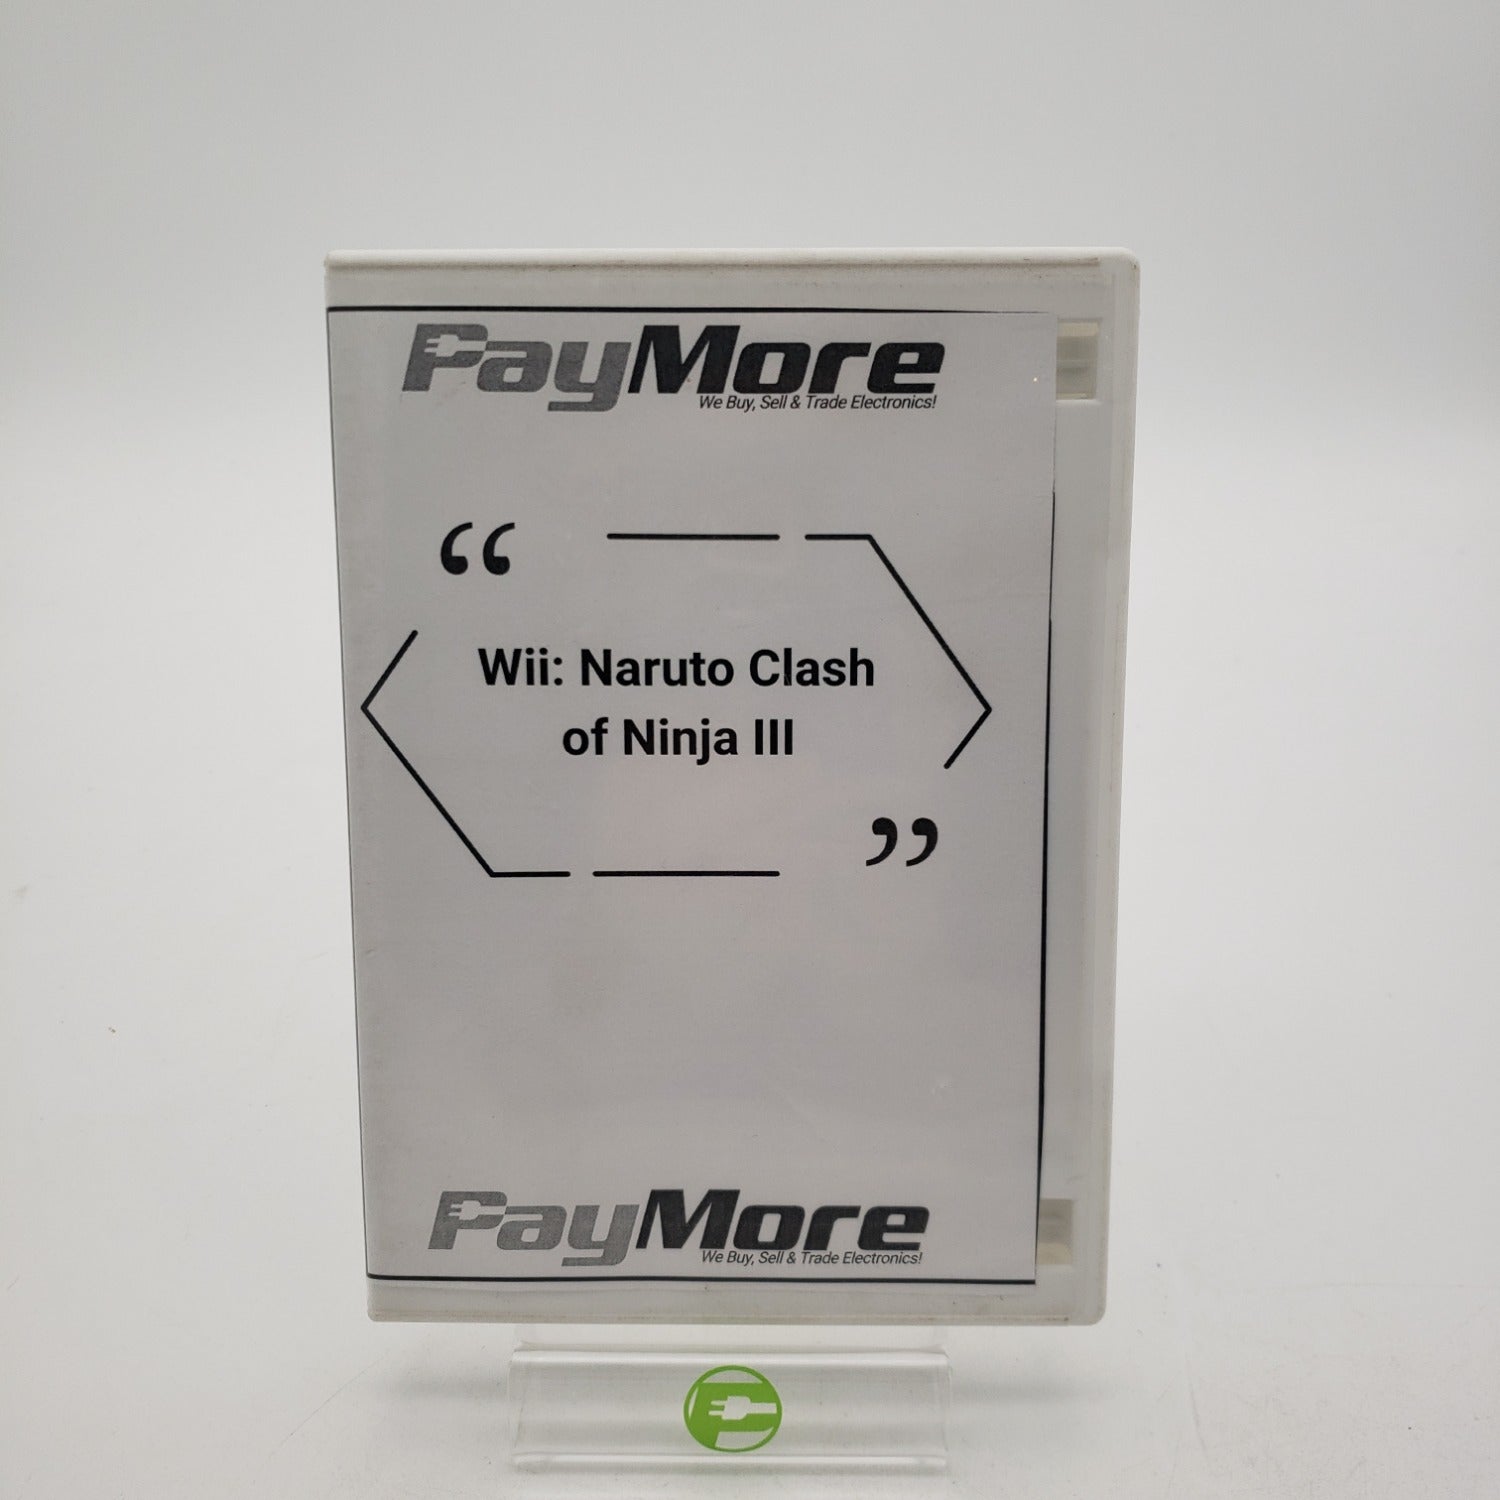 PayMore
We Buy, Sell & Trade Electronics!
“
Wii: Naruto Clash
of Ninja III
”
PayMore
We Buy, Sell & Trade Electronics!